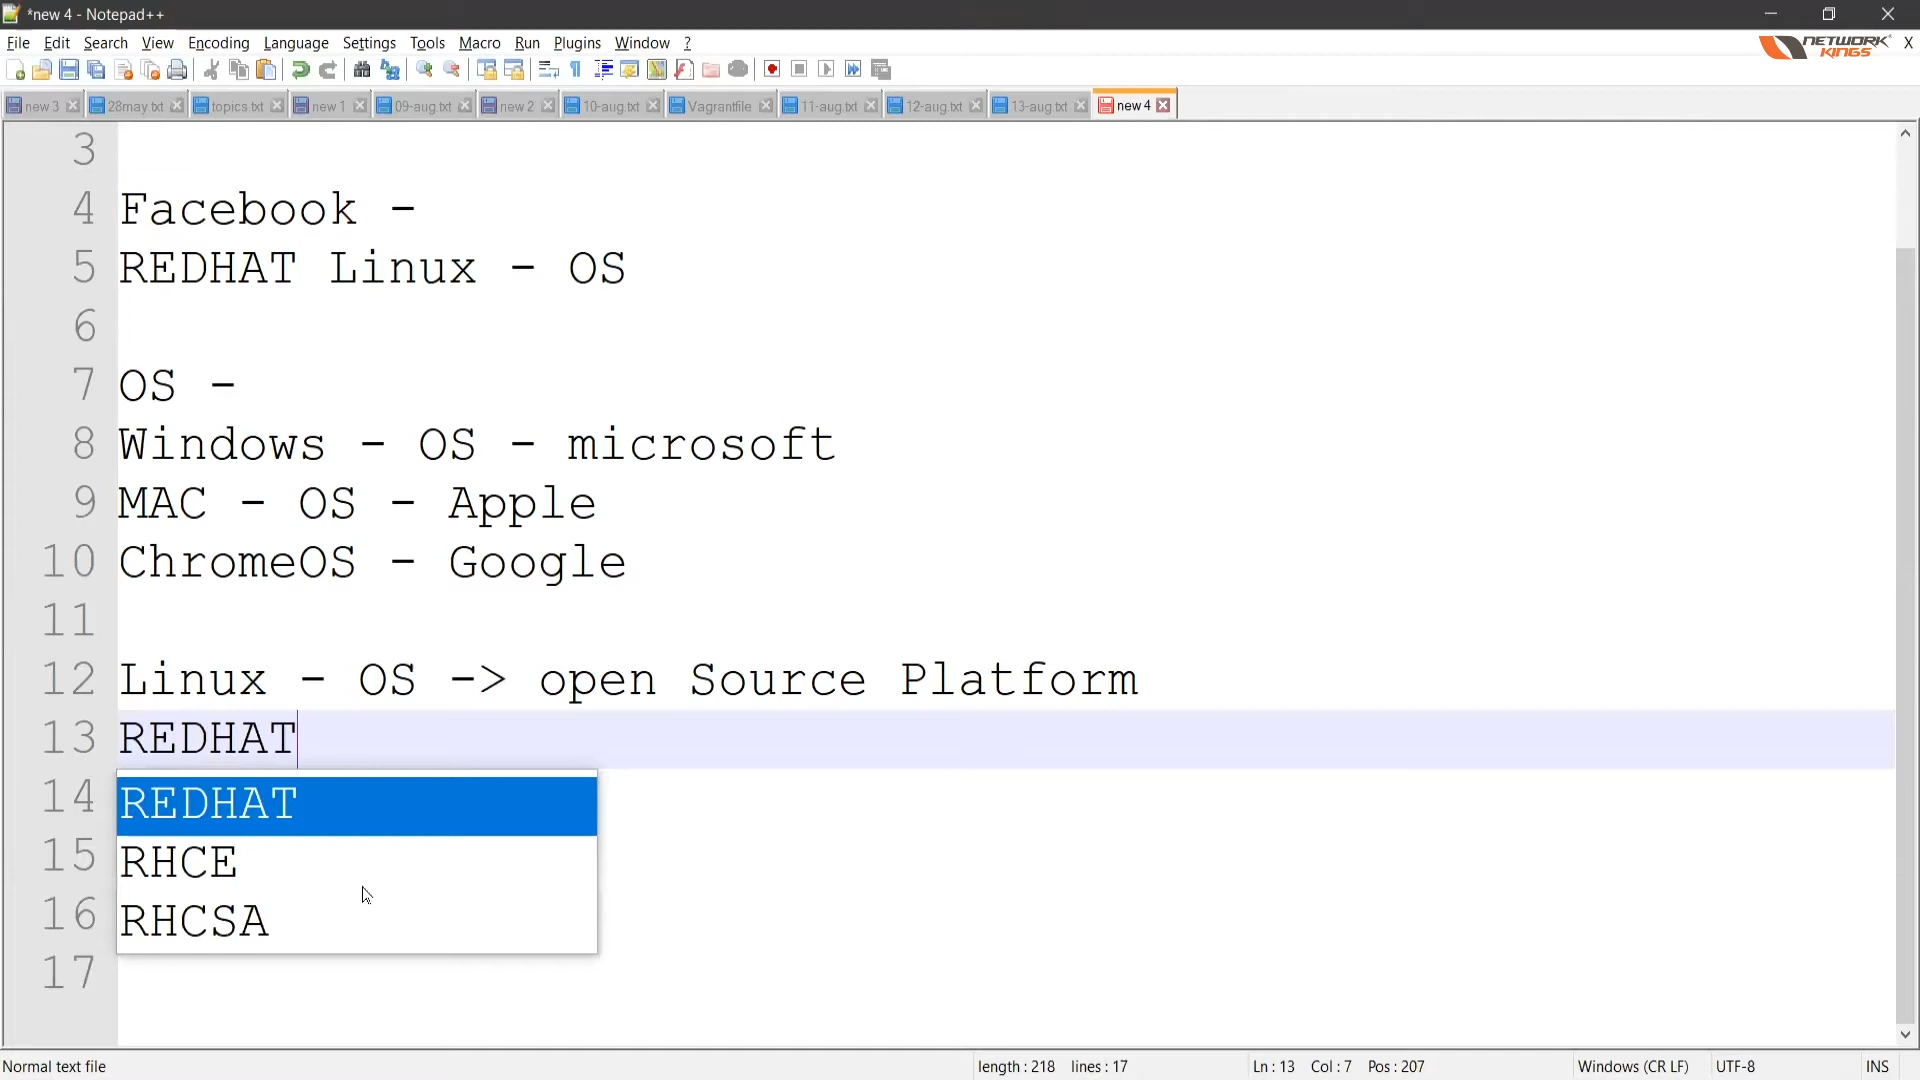 *new 4 - Notepad++
File Edit Search View Encoding Language Settings Tools Macro Run Plugins Window ?
NETWORK KINGS
X
new 3 28may.txt topics.txt new 1 09-aug.txt new 2 10-aug.txt Vagrantfile 11-aug.txt 12-aug.txt 13-aug.txt new 4
3
4 Facebook -
5 REDHAT Linux - OS
6
7 OS -
8 Windows - OS - microsoft
9 MAC - OS - Apple
10 ChromeOS - Google
11
12 Linux - OS -> open Source Platform
13 REDHAT
14 REDHAT
15 RHCE
16 RHCSA
17
Normal text file length : 218 lines : 17 Ln : 13 Col : 7 Pos : 207 Windows (CR LF) UTF-8 INS